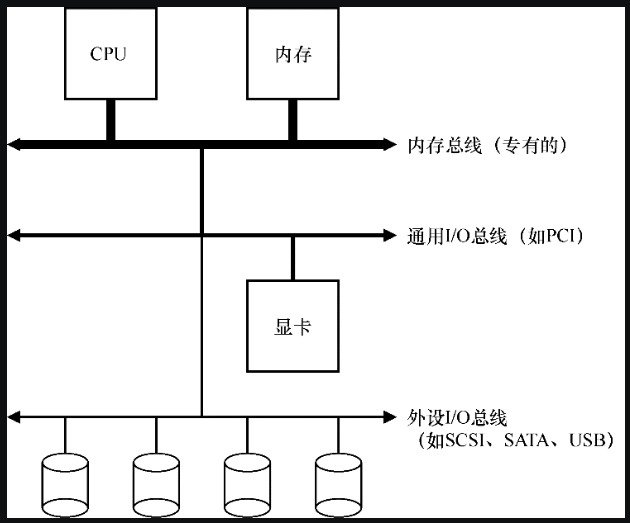 CPU
内存
内存总线（专有的）
通用I/O总线（如PCI）
显卡
外设I/O总线
（如SCSI、SATA、USB）